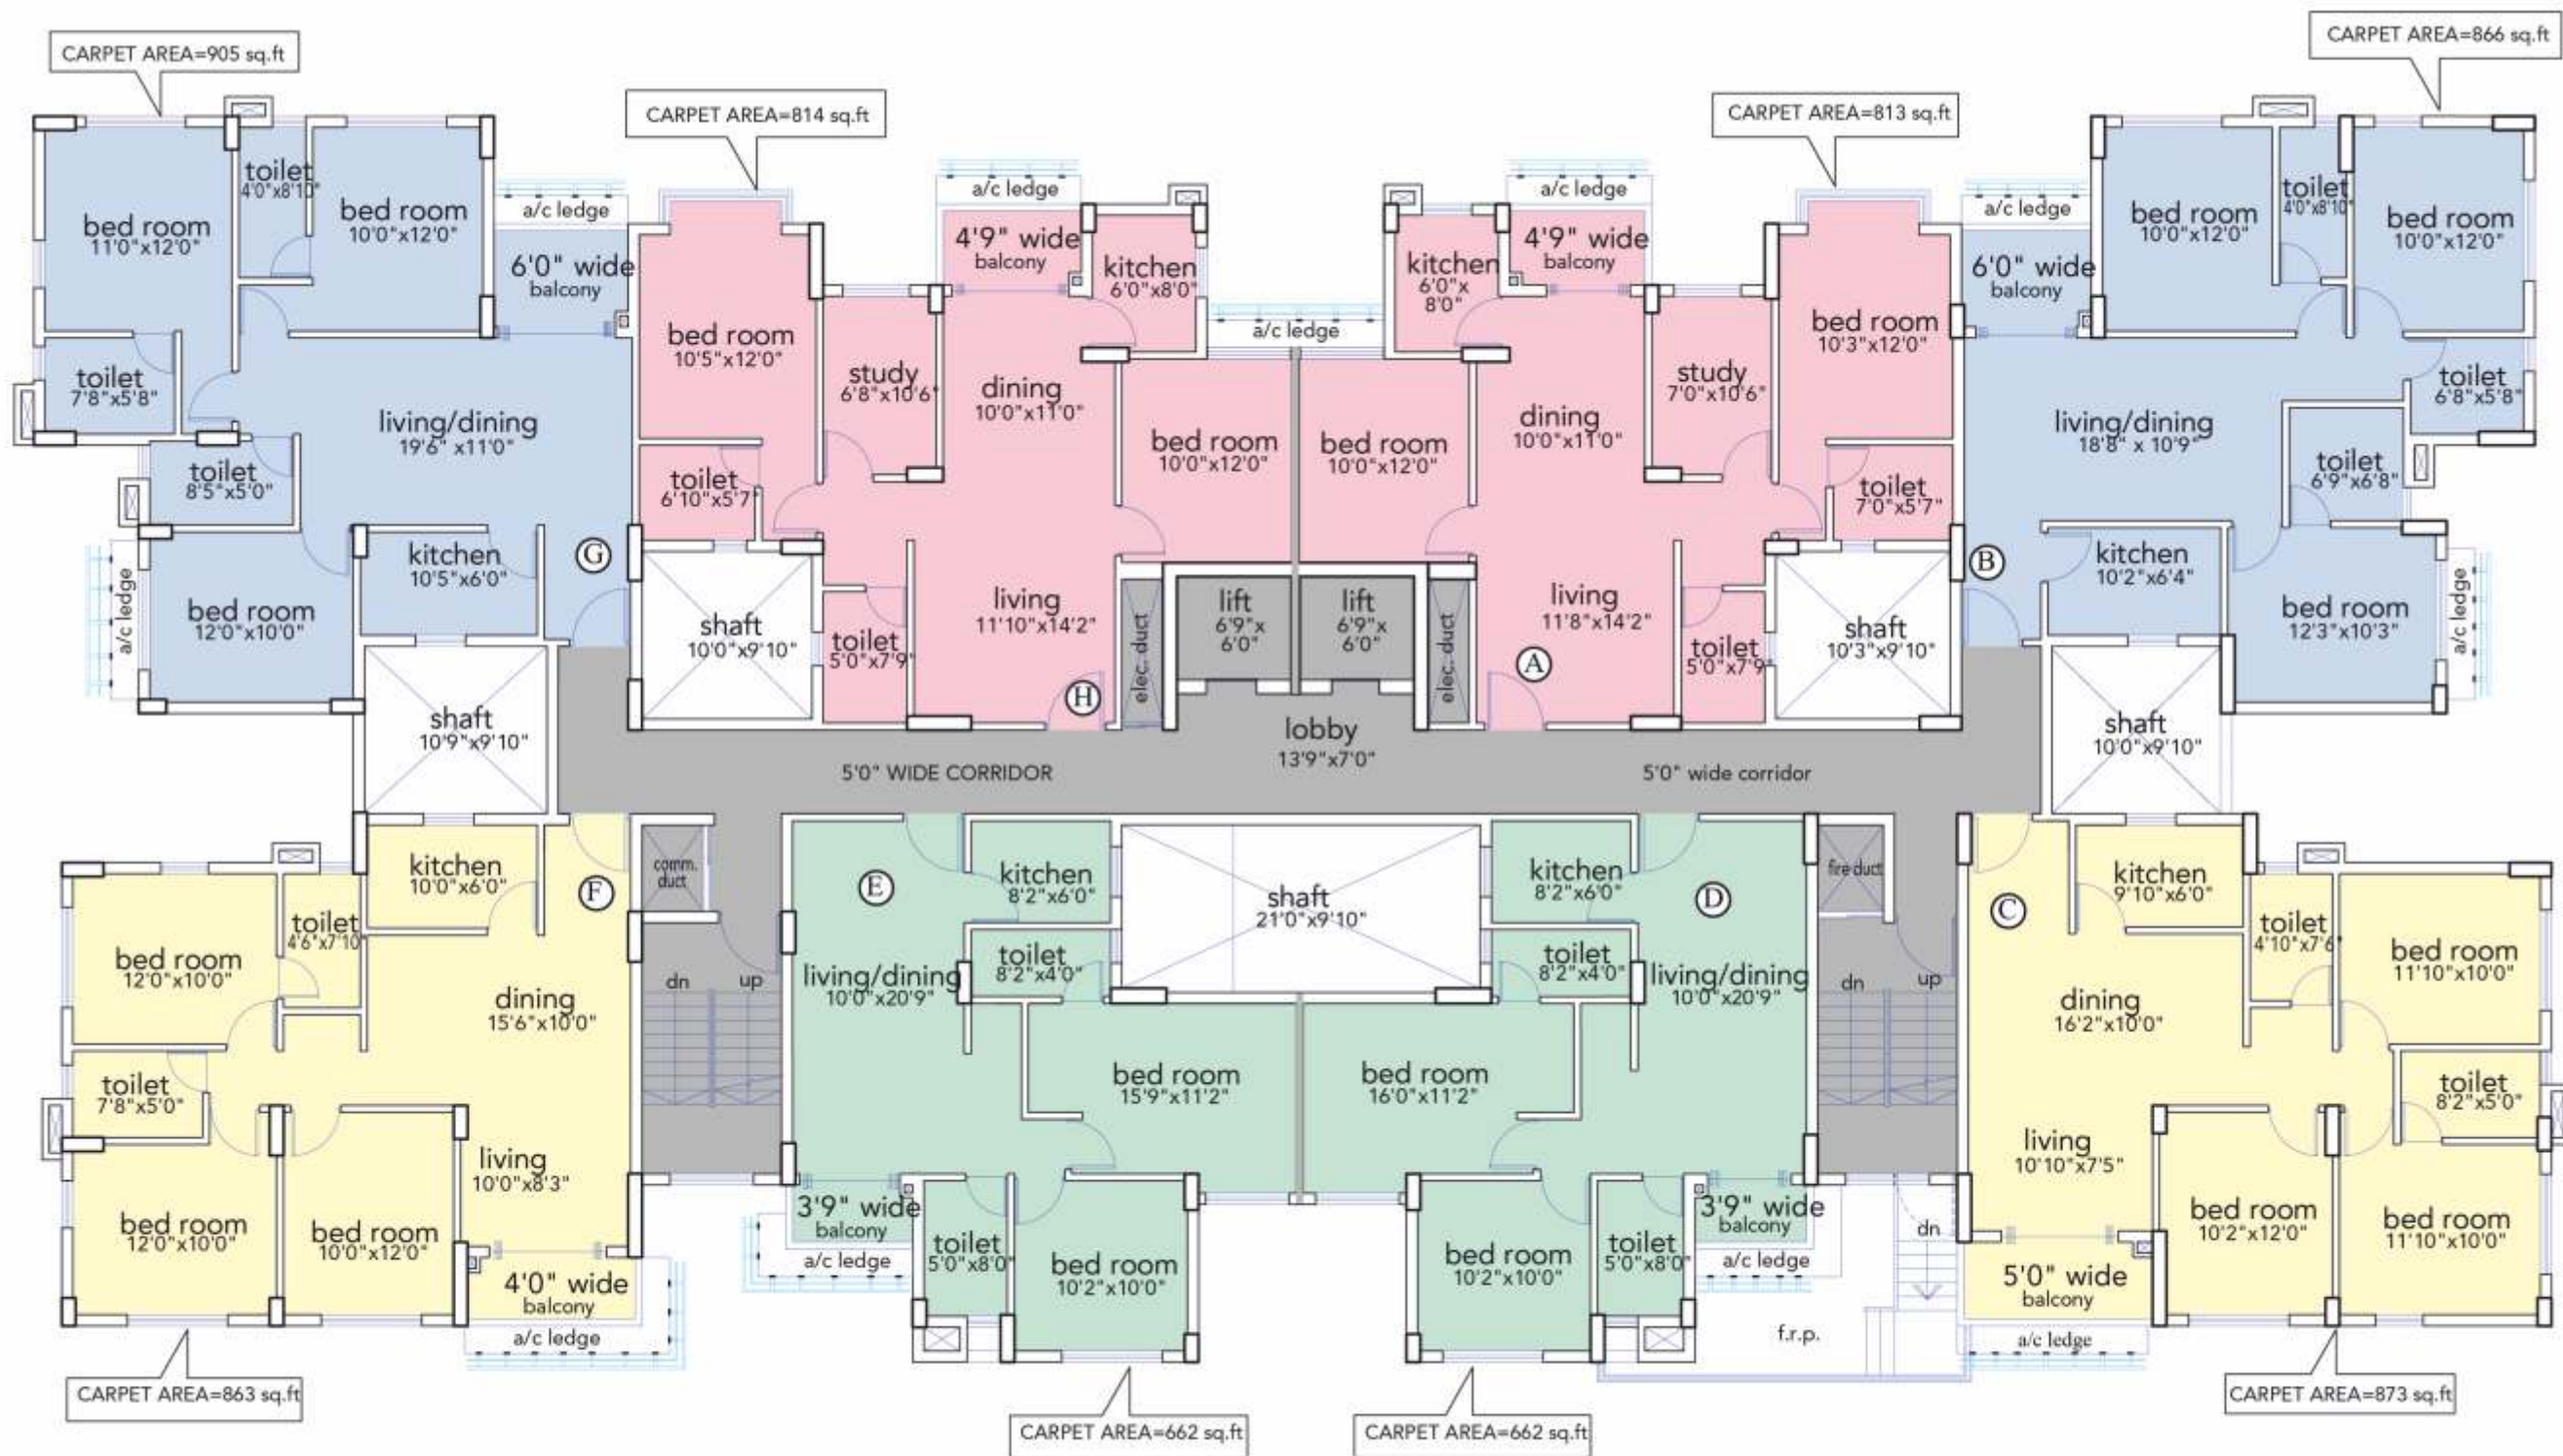 CARPET AREA=905 sq.ft
CARPET AREA=814 sq.ft
CARPET AREA=813 sq.ft
CARPET AREA=866 sq.ft
bed room
11'0"x12'0"
toilet
4'0"x8'10"
bed room
10'0"x12'0"
a/c ledge
6'0" wide
balcony
toilet
7'8"x5'8"
living/dining
19'6" x11'0"
toilet
8'5"x5'0"
kitchen
10'5"x6'0"
G
bed room
12'0"x10'0"
a/c ledge
shaft
10'9"x9'10"
bed room
10'5"x12'0"
toilet
6'10"x5'7"
shaft
10'0"x9'10"
study
6'8"x10'6"
a/c ledge
4'9" wide
balcony
kitchen
6'0"x8'0"
dining
10'0"x11'0"
bed room
10'0"x12'0"
living
11'10"x14'2"
toilet
5'0"x7'9"
H
elec. duct
a/c ledge
lift
6'9"x
6'0"
lift
6'9"x
6'0"
elec. duct
lobby
13'9"x7'0"
a/c ledge
4'9" wide
balcony
kitchen
6'0"x
8'0"
dining
10'0"x11'0"
bed room
10'0"x12'0"
study
7'0"x10'6"
bed room
10'3"x12'0"
toilet
7'0"x5'7"
living
11'8"x14'2"
A
toilet
5'0"x7'9"
shaft
10'3"x9'10"
a/c ledge
6'0" wide
balcony
bed room
10'0"x12'0"
toilet
4'0"x8'10"
bed room
10'0"x12'0"
toilet
6'8"x5'8"
living/dining
18'8" x 10'9"
toilet
6'9"x6'8"
B
kitchen
10'2"x6'4"
bed room
12'3"x10'3"
a/c ledge
shaft
10'0"x9'10"
5'0" WIDE CORRIDOR
5'0" wide corridor
kitchen
10'0"x6'0"
F
bed room
12'0"x10'0"
toilet
4'6"x7'10"
dining
15'6"x10'0"
toilet
7'8"x5'0"
living
10'0"x8'3"
bed room
12'0"x10'0"
bed room
10'0"x12'0"
4'0" wide
balcony
a/c ledge
comm.
duct
dn
up
E
kitchen
8'2"x6'0"
toilet
8'2"x4'0"
living/dining
10'0"x20'9"
bed room
15'9"x11'2"
3'9" wide
balcony
a/c ledge
toilet
5'0"x8'0"
bed room
10'2"x10'0"
shaft
21'0"x9'10"
kitchen
8'2"x6'0"
D
toilet
8'2"x4'0"
living/dining
10'0"x20'9"
bed room
16'0"x11'2"
bed room
10'2"x10'0"
toilet
5'0"x8'0"
3'9" wide
balcony
a/c ledge
fire duct
dn
up
dn
f.r.p.
C
kitchen
9'10"x6'0"
toilet
4'10"x7'6"
bed room
11'10"x10'0"
dining
16'2"x10'0"
toilet
8'2"x5'0"
living
10'10"x7'5"
bed room
10'2"x12'0"
bed room
11'10"x10'0"
5'0" wide
balcony
a/c ledge
CARPET AREA=863 sq.ft
CARPET AREA=662 sq.ft
CARPET AREA=662 sq.ft
CARPET AREA=873 sq.ft